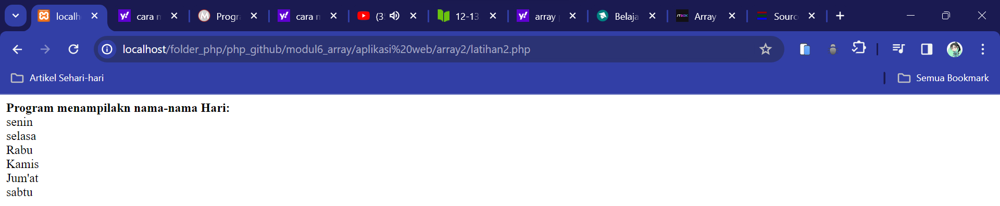 localh cara n Progr cara n (3 12-13 array Belaja Array Sourc
localhost/folder_php/php_github/modul6_array/aplikasi%20web/array2/latihan2.php
Artikel Sehari-hari Semua Bookmark
Program menampilakn nama-nama Hari:
senin
selasa
Rabu
Kamis
Jum'at
sabtu